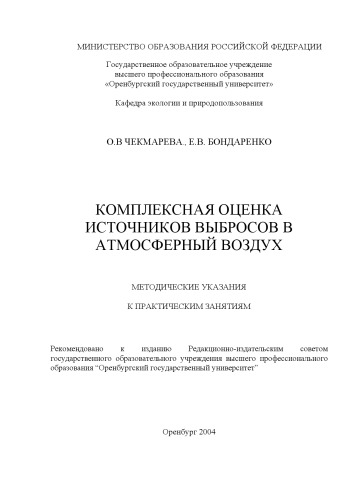 МИНИСТЕРСТВО ОБРАЗОВАНИЯ РОССИЙСКОЙ ФЕДЕРАЦИИ
Государственное образовательное учреждение
высшего профессионального образования
«Оренбургский государственный университет»
Кафедра экологии и природопользования
О.В ЧЕКМАРЕВА., Е.В. БОНДАРЕНКО
КОМПЛЕКСНАЯ ОЦЕНКА
ИСТОЧНИКОВ ВЫБРОСОВ В
АТМОСФЕРНЫЙ ВОЗДУХ
МЕТОДИЧЕСКИЕ УКАЗАНИЯ
К ПРАКТИЧЕСКИМ ЗАНЯТИЯМ
Рекомендовано к изданию Редакционно-издательским советом
государственного образовательного учреждения высшего профессионального
образования “Оренбургский государственный университет”
Оренбург 2004